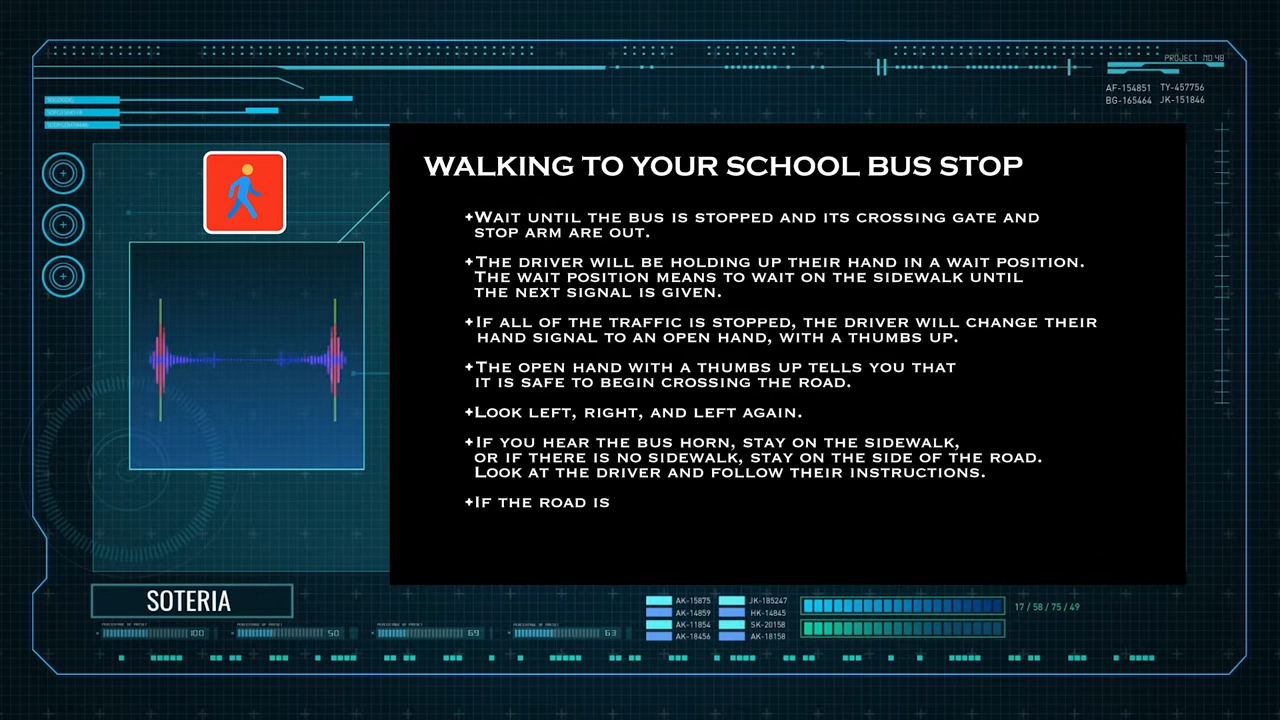 PROJECT NO 48
AF-154851 TY-457756
BG-165464 JK-151846
WALKING TO YOUR SCHOOL BUS STOP
+WAIT UNTIL THE BUS IS STOPPED AND ITS CROSSING GATE AND
STOP ARM ARE OUT.
+THE DRIVER WILL BE HOLDING UP THEIR HAND IN A WAIT POSITION.
THE WAIT POSITION MEANS TO WAIT ON THE SIDEWALK UNTIL
THE NEXT SIGNAL IS GIVEN.
+IF ALL OF THE TRAFFIC IS STOPPED, THE DRIVER WILL CHANGE THEIR
HAND SIGNAL TO AN OPEN HAND, WITH A THUMBS UP.
+THE OPEN HAND WITH A THUMBS UP TELLS YOU THAT
IT IS SAFE TO BEGIN CROSSING THE ROAD.
+LOOK LEFT, RIGHT, AND LEFT AGAIN.
+IF YOU HEAR THE BUS HORN, STAY ON THE SIDEWALK,
OR IF THERE IS NO SIDEWALK, STAY ON THE SIDE OF THE ROAD.
LOOK AT THE DRIVER AND FOLLOW THEIR INSTRUCTIONS.
+IF THE ROAD IS
SOTERIA
100 50 69 63
AK-15875 JK-185247
AK-14859 HK-14845
AK-11854 SK-20158
AK-18456 AK-18158
17 / 58 / 75 / 49